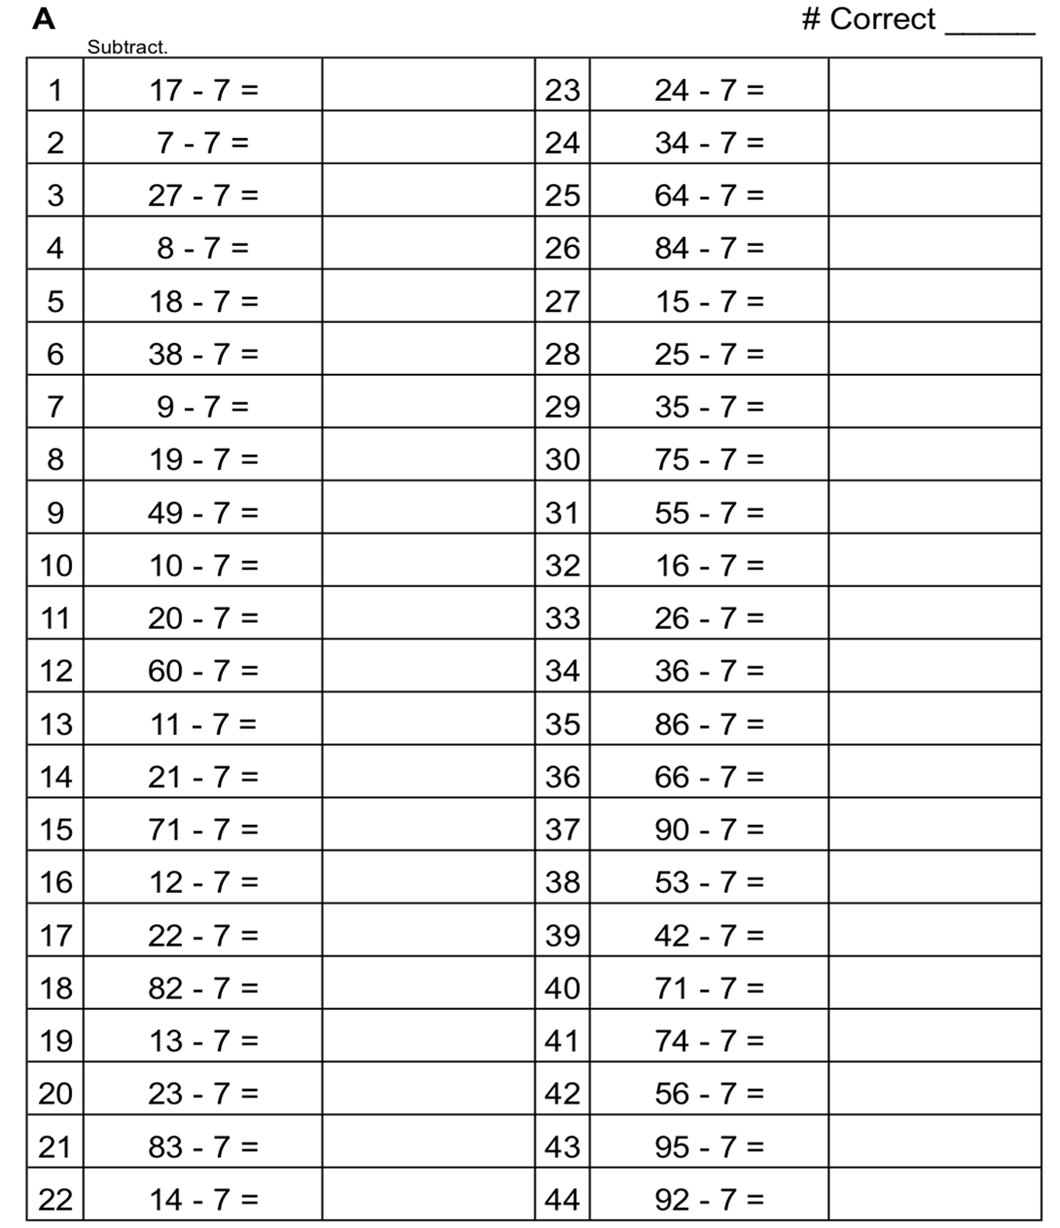 A # Correct _____
Subtract.
1 17 - 7 = 23 24 - 7 =
2 7 - 7 = 24 34 - 7 =
3 27 - 7 = 25 64 - 7 =
4 8 - 7 = 26 84 - 7 =
5 18 - 7 = 27 15 - 7 =
6 38 - 7 = 28 25 - 7 =
7 9 - 7 = 29 35 - 7 =
8 19 - 7 = 30 75 - 7 =
9 49 - 7 = 31 55 - 7 =
10 10 - 7 = 32 16 - 7 =
11 20 - 7 = 33 26 - 7 =
12 60 - 7 = 34 36 - 7 =
13 11 - 7 = 35 86 - 7 =
14 21 - 7 = 36 66 - 7 =
15 71 - 7 = 37 90 - 7 =
16 12 - 7 = 38 53 - 7 =
17 22 - 7 = 39 42 - 7 =
18 82 - 7 = 40 71 - 7 =
19 13 - 7 = 41 74 - 7 =
20 23 - 7 = 42 56 - 7 =
21 83 - 7 = 43 95 - 7 =
22 14 - 7 = 44 92 - 7 =